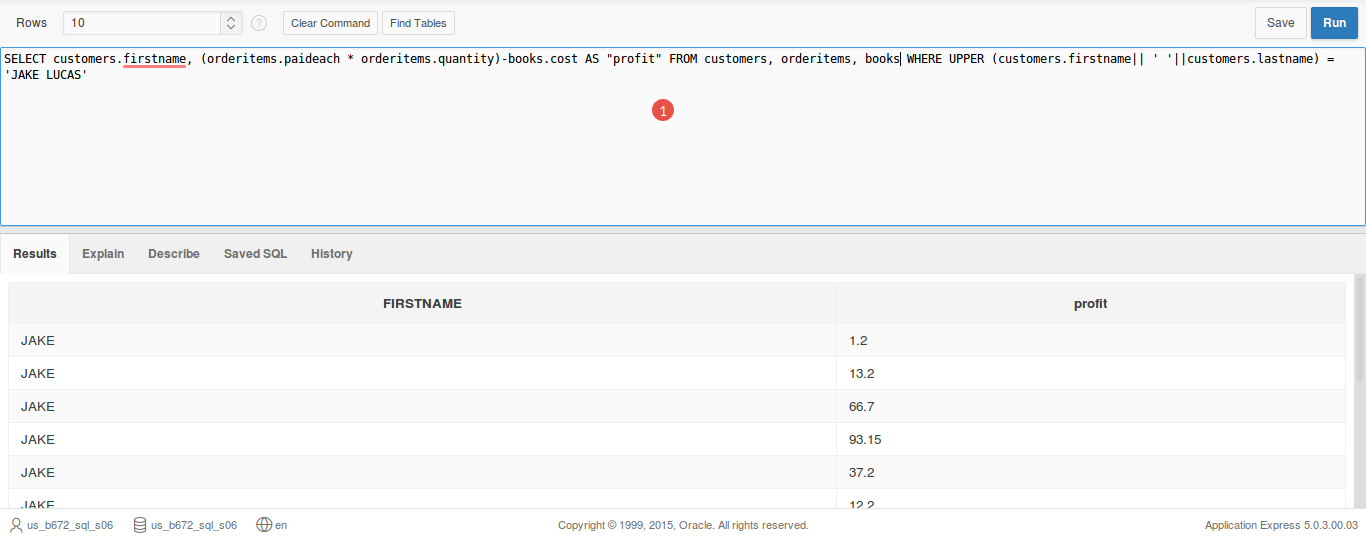 Rows 10 ? Clear Command Find Tables Save Run
SELECT customers.firstname, (orderitems.paideach * orderitems.quantity)-books.cost AS "profit" FROM customers, orderitems, books WHERE UPPER (customers.firstname|| ' '||customers.lastname) =
'JAKE LUCAS'
1
Results Explain Describe Saved SQL History
FIRSTNAME profit
JAKE 1.2
JAKE 13.2
JAKE 66.7
JAKE 93.15
JAKE 37.2
JAKE 12.2
us_b672_sql_s06 us_b672_sql_s06 en Copyright © 1999, 2015, Oracle. All rights reserved. Application Express 5.0.3.00.03